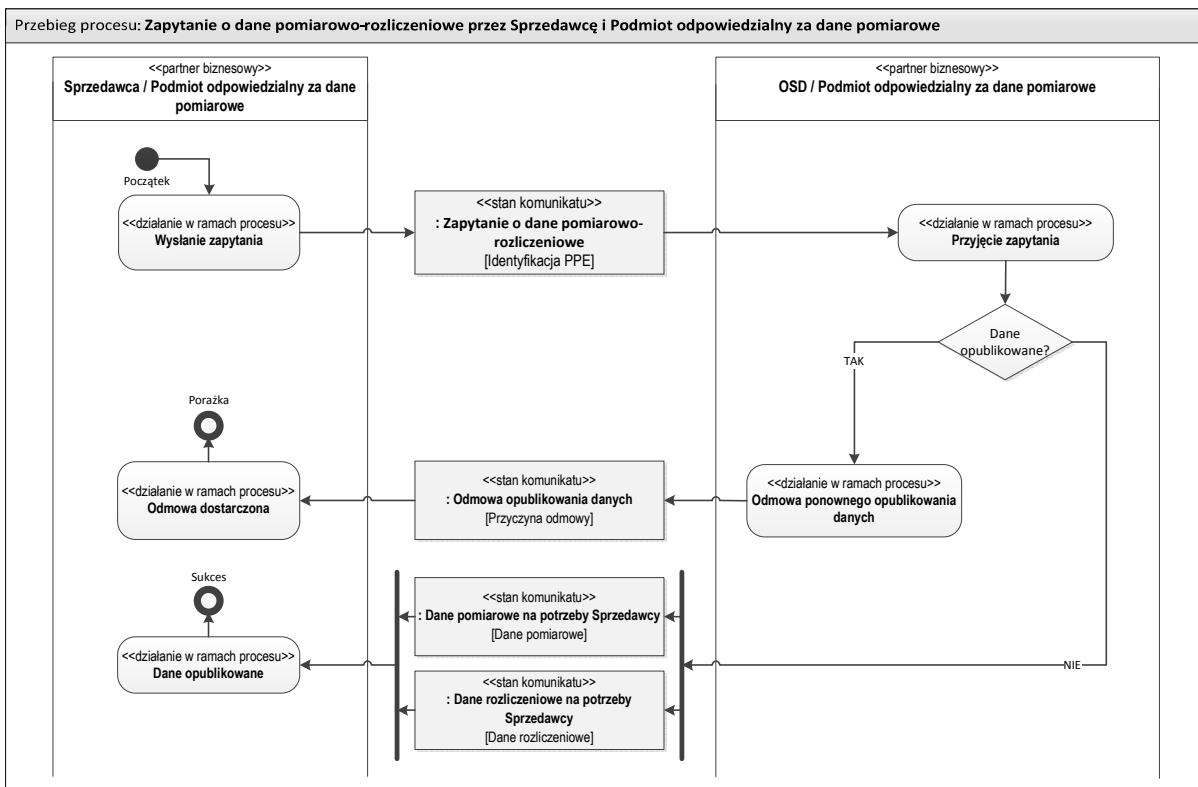 Przebieg procesu: Zapytanie o dane pomiarowo-rozliczeniowe przez Sprzedawcę i Podmiot odpowiedzialny za dane pomiarowe
<<partner biznesowy>>
Sprzedawca / Podmiot odpowiedzialny za dane
pomiarowe
<<partner biznesowy>>
OSD / Podmiot odpowiedzialny za dane pomiarowe
Początek
<<działanie w ramach procesu>>
Wysłanie zapytania
<<stan komunikatu>>
: Zapytanie o dane pomiarowo-
rozliczeniowe
[Identyfikacja PPE]
<<działanie w ramach procesu>>
Przyjęcie zapytania
Dane
opublikowane?
TAK
Porażka
<<działanie w ramach procesu>>
Odmowa dostarczona
<<stan komunikatu>>
: Odmowa opublikowania danych
[Przyczyna odmowy]
<<działanie w ramach procesu>>
Odmowa ponownego opublikowania
danych
Sukces
<<działanie w ramach procesu>>
Dane opublikowane
<<stan komunikatu>>
: Dane pomiarowe na potrzeby Sprzedawcy
[Dane pomiarowe]
NIE
<<stan komunikatu>>
: Dane rozliczeniowe na potrzeby
Sprzedawcy
[Dane rozliczeniowe]